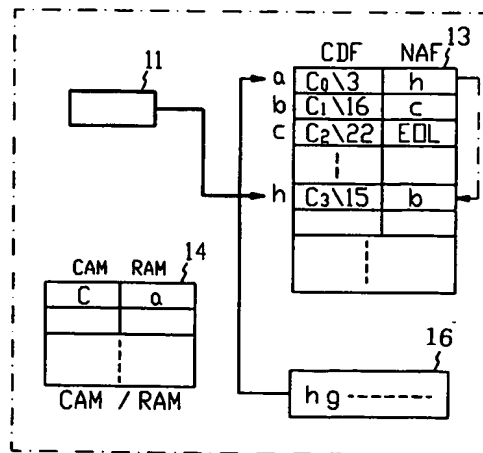 11
CDF NAF 13
a C₀\3 h
b C₁\16 c
c C₂\22 EOL
h C₃\15 b
14
CAM RAM
C a
CAM / RAM
16
hg